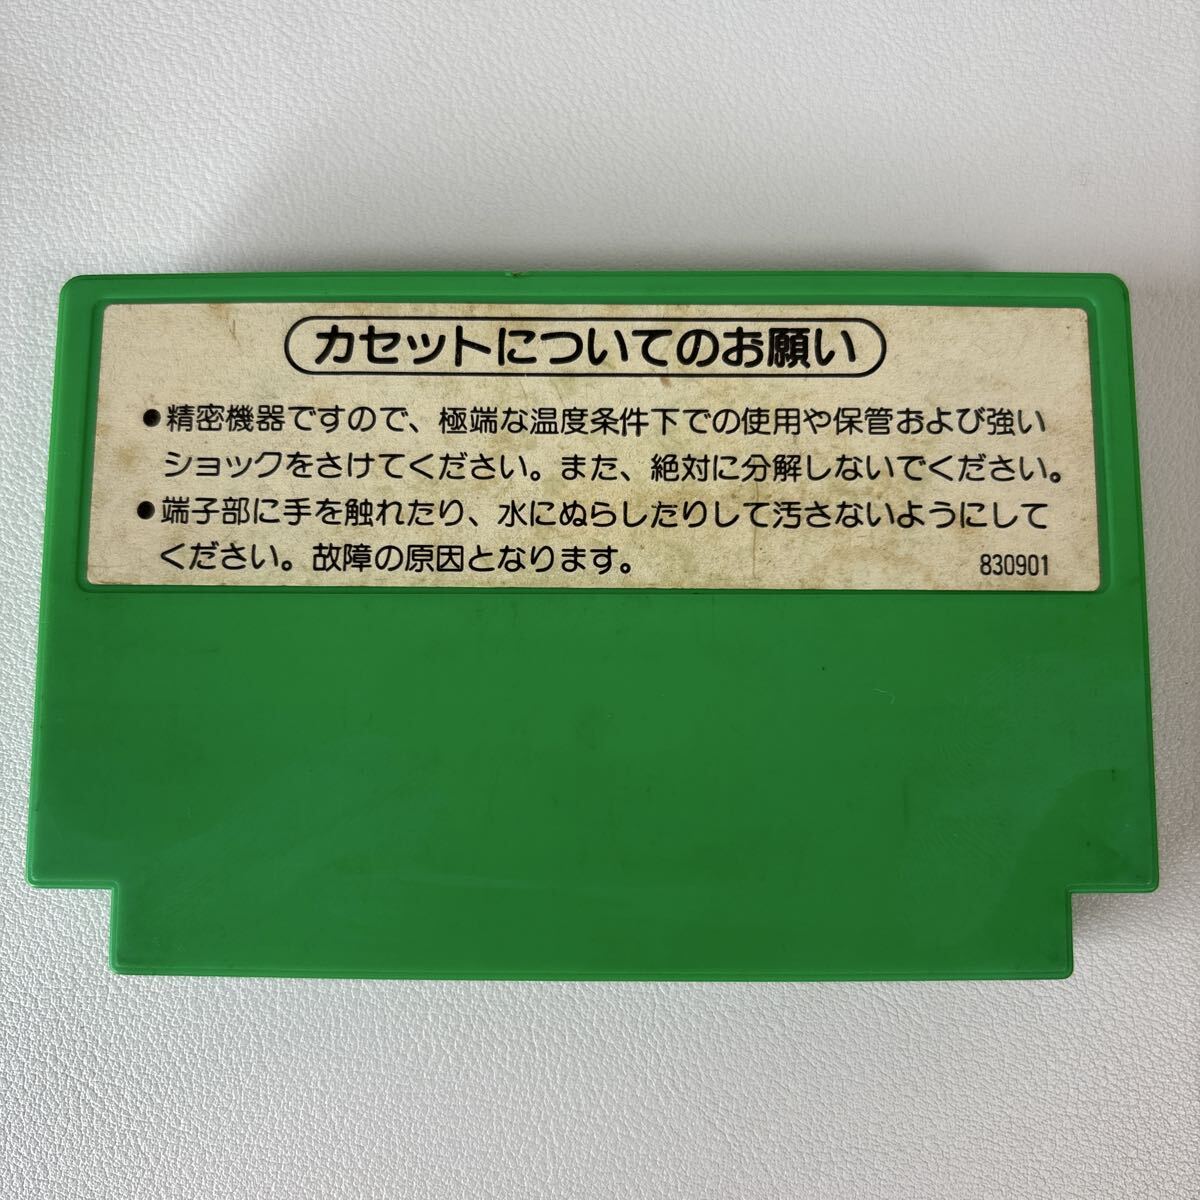 カセットについてのお願い
●精密機器ですので、極端な温度条件下での使用や保管および強い
ショックをさけてください。また、絶対に分解しないでください。
●端子部に手を触れたり、水にぬらしたりして汚さないようにして
ください。故障の原因となります。
830901